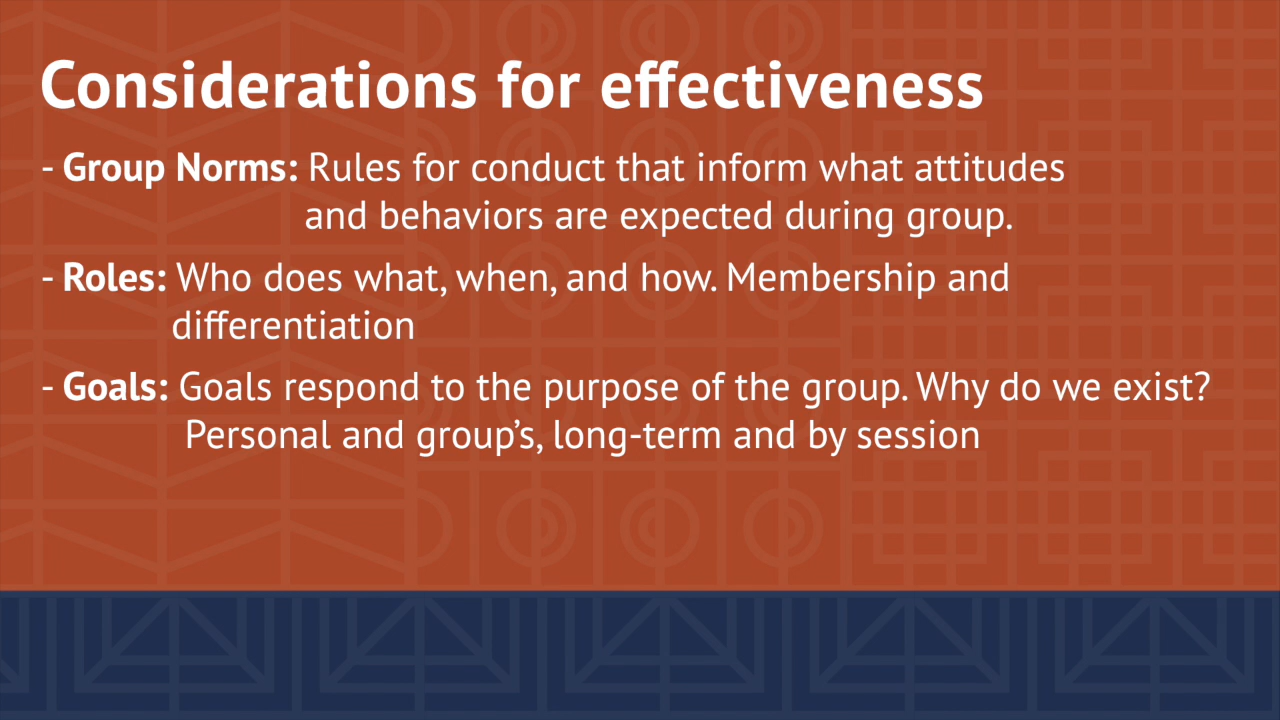 Considerations for effectiveness
- Group Norms: Rules for conduct that inform what attitudes
and behaviors are expected during group.
- Roles: Who does what, when, and how. Membership and
differentiation
- Goals: Goals respond to the purpose of the group. Why do we exist?
Personal and group’s, long-term and by session